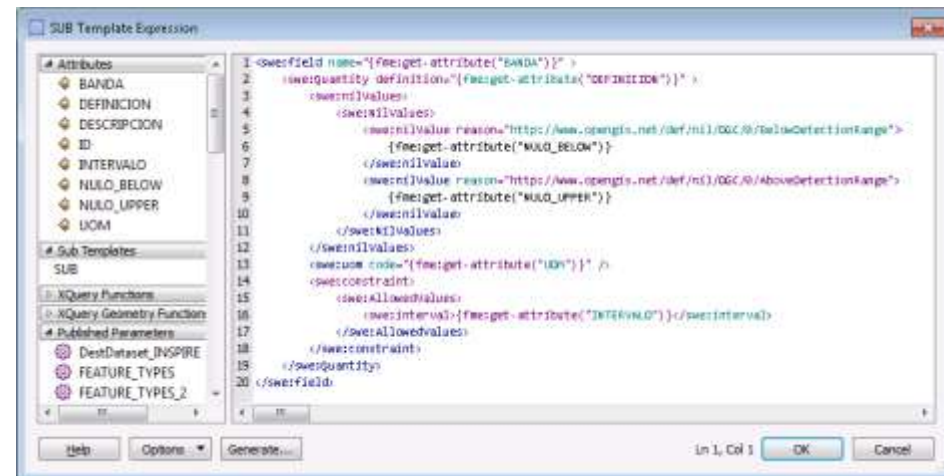 SUB Template Expression
Attributes
BANDA
DEFINICION
DESCRIPCION
ID
INTERVALO
NULO_BELOW
NULO_UPPER
UOM
Sub Templates
SUB
XQuery Functions
XQuery Geometry Function
Published Parameters
DestDataset_INSPIRE
FEATURE_TYPES
FEATURE_TYPES_2
1 <swe:field name="{fme:get-attribute("BANDA")}" >
2 <swe:Quantity definition="{fme:get-attribute("DEFINICION")}" >
3 <swe:nilValues>
4 <swe:NilValues>
5 <swe:nilValue reason="http://www.opengis.net/def/nil/OGC/0/BelowDetectionRange">
6 {fme:get-attribute("NULO_BELOW")}
7 </swe:nilValue>
8 <swe:nilValue reason="http://www.opengis.net/def/nil/OGC/0/AboveDetectionRange">
9 {fme:get-attribute("NULO_UPPER")}
10 </swe:nilValue>
11 </swe:NilValues>
12 </swe:nilValues>
13 <swe:uom code="{fme:get-attribute("UOM")}" />
14 <swe:constraint>
15 <swe:AllowedValues>
16 <swe:interval>{fme:get-attribute("INTERVALO")}</swe:interval>
17 </swe:AllowedValues>
18 </swe:constraint>
19 </swe:Quantity>
20 </swe:field>
Help Options Generate... Ln 1, Col 1 OK Cancel